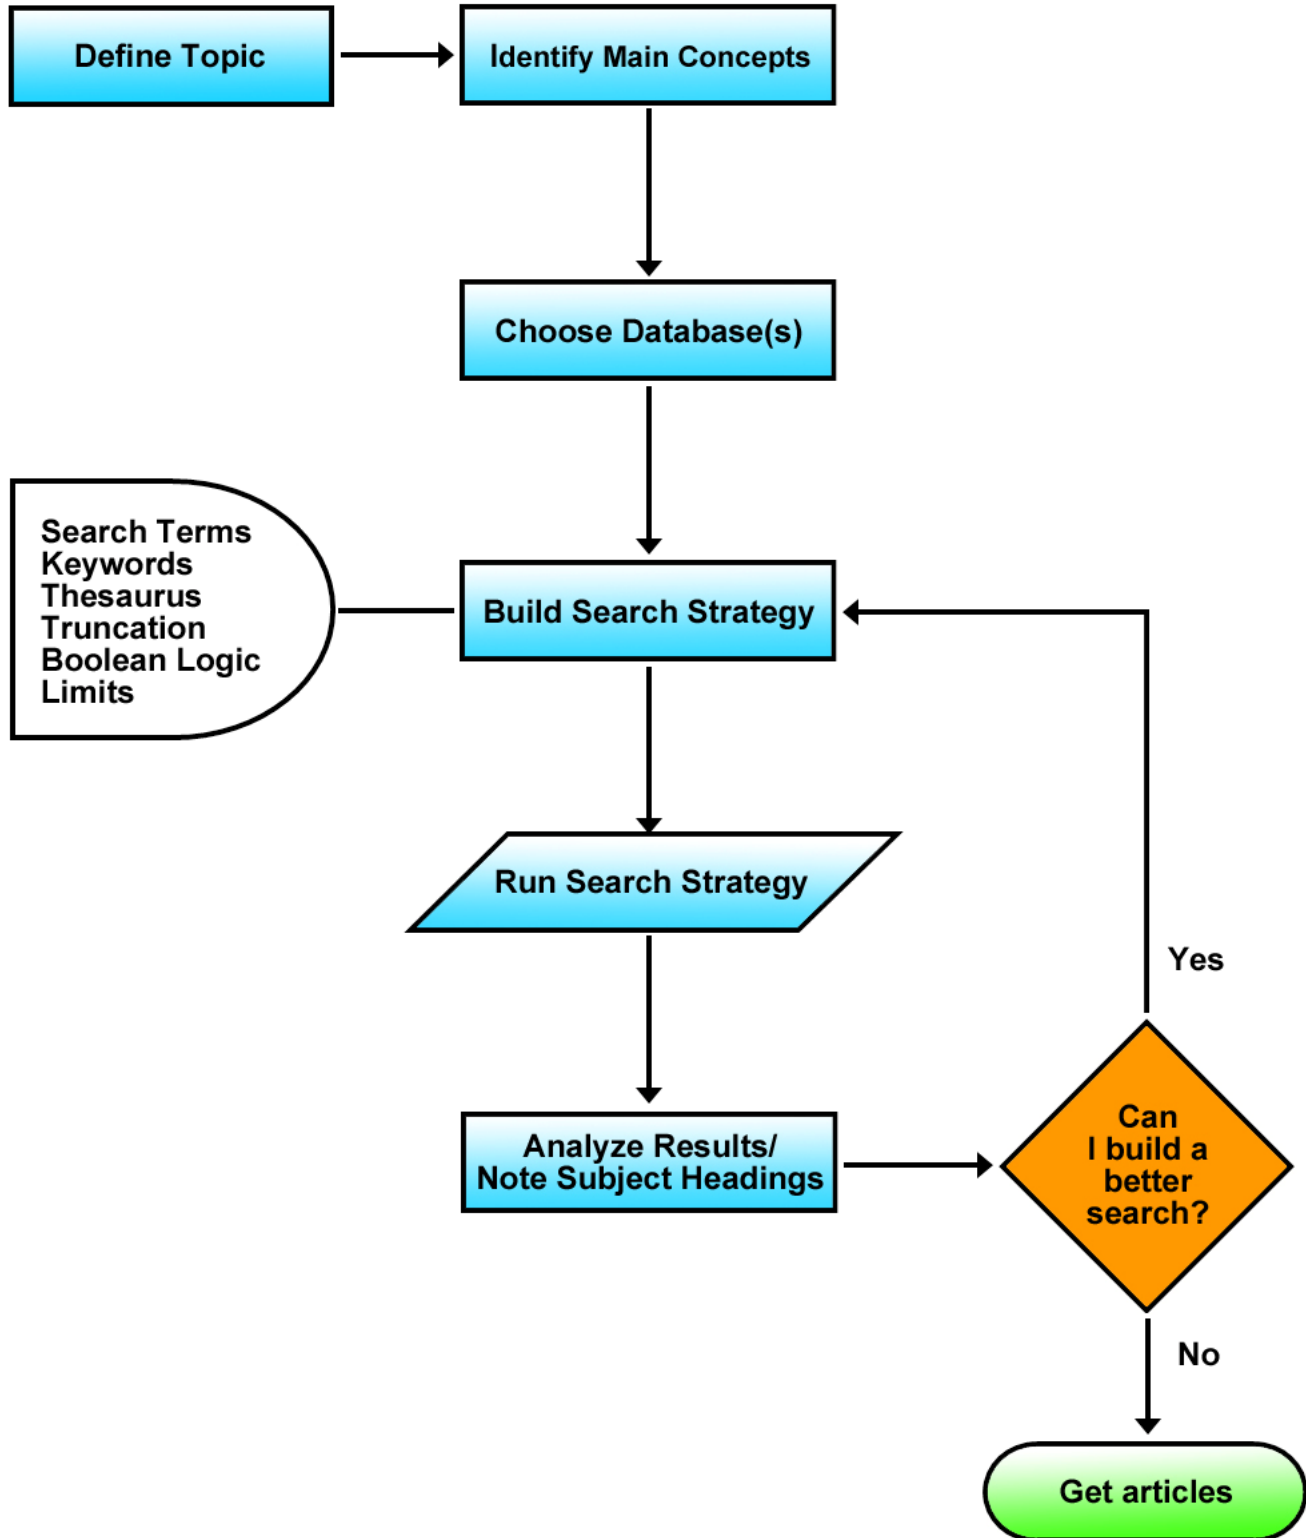 Define Topic
Identify Main Concepts
Choose Database(s)
Search Terms
Keywords
Thesaurus
Truncation
Boolean Logic
Limits
Build Search Strategy
Run Search Strategy
Yes
Analyze Results/
Note Subject Headings
Can
I build a
better
search?
No
Get articles